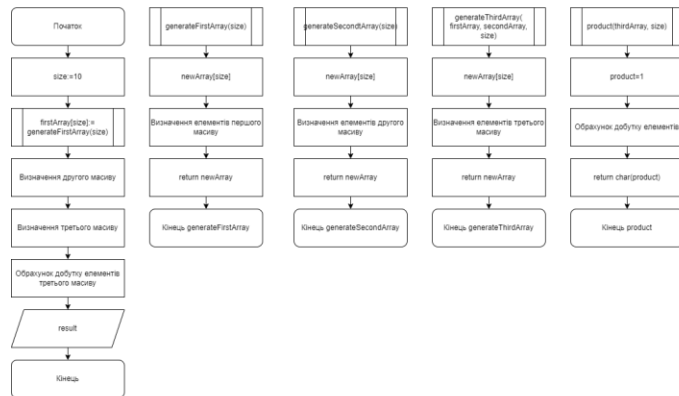 Початок
size:=10
firstArray[size]:=
generateFirstArray(size)
Визначення другого масиву
Визначення третього масиву
Обрахунок добутку елементів
третього масиву
result
Кінець
generateFirstArray(size)
newArray[size]
Визначення елементів першого
масиву
return newArray
Кінець generateFirstArray
generateSecondtArray(size)
newArray[size]
Визначення елементів другого
масиву
return newArray
Кінець generateSecondArray
generateThirdArray(
firstArray, secondArray,
size)
newArray[size]
Визначення елементів третього
масиву
return newArray
Кінець generateThirdArray
product(thirdArray, size)
product=1
Обрахунок добутку елементів
return char(product)
Кінець product